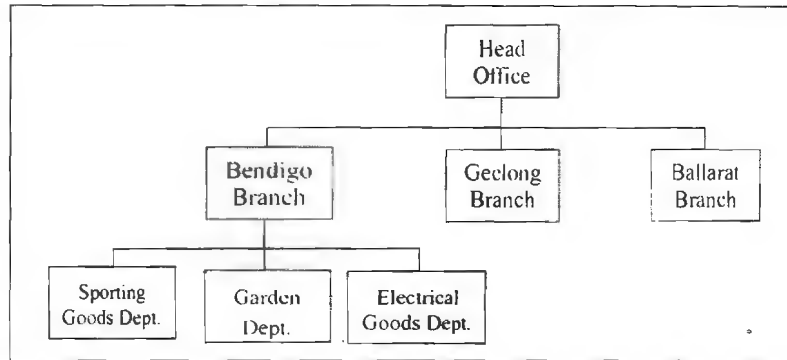 Head
Office
Bendigo
Branch
Geelong
Branch
Ballarat
Branch
Sporting
Goods Dept.
Garden
Dept.
Electrical
Goods Dept.